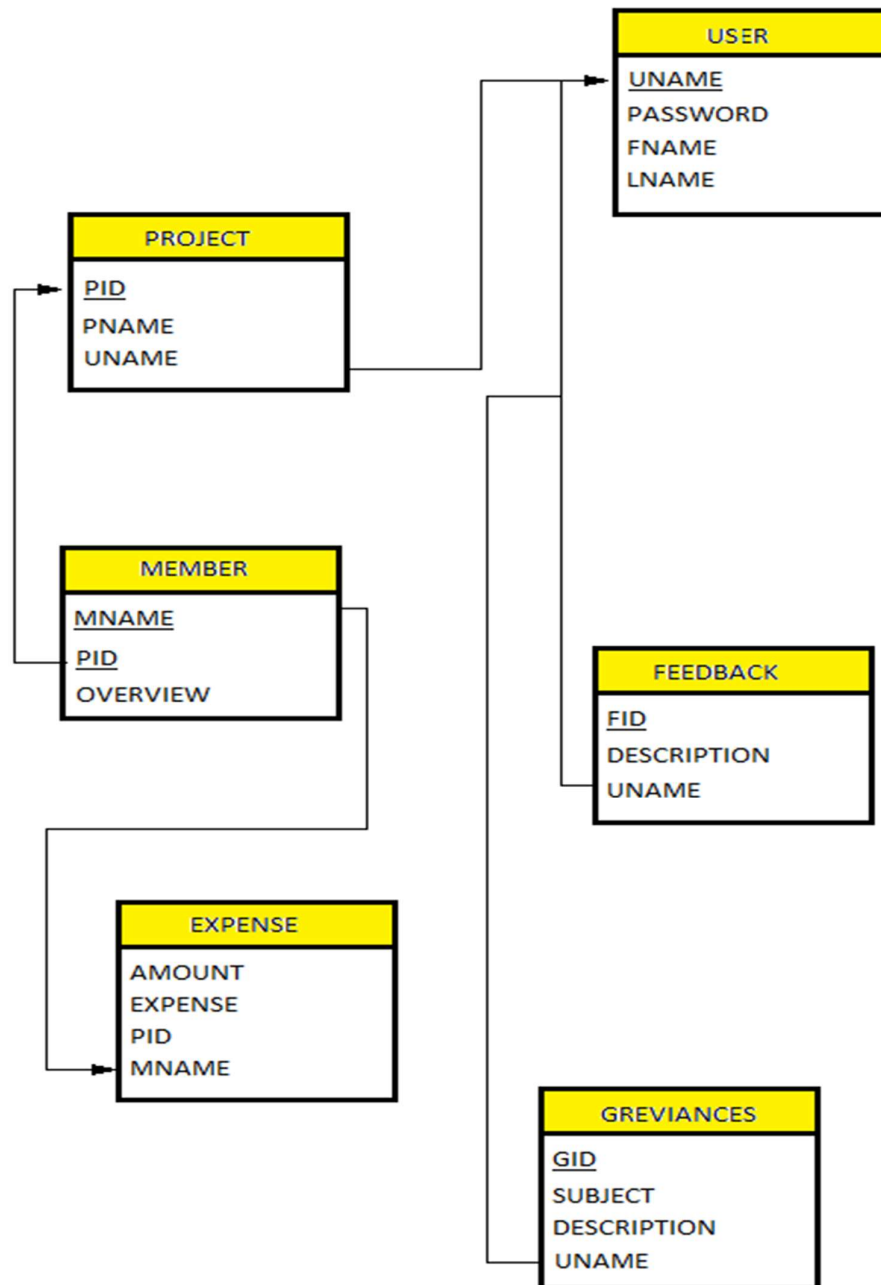 USER
UNAME
PASSWORD
FNAME
LNAME
PROJECT
PID
PNAME
UNAME
MEMBER
MNAME
PID
OVERVIEW
FEEDBACK
FID
DESCRIPTION
UNAME
EXPENSE
AMOUNT
EXPENSE
PID
MNAME
GREVIANCES
GID
SUBJECT
DESCRIPTION
UNAME